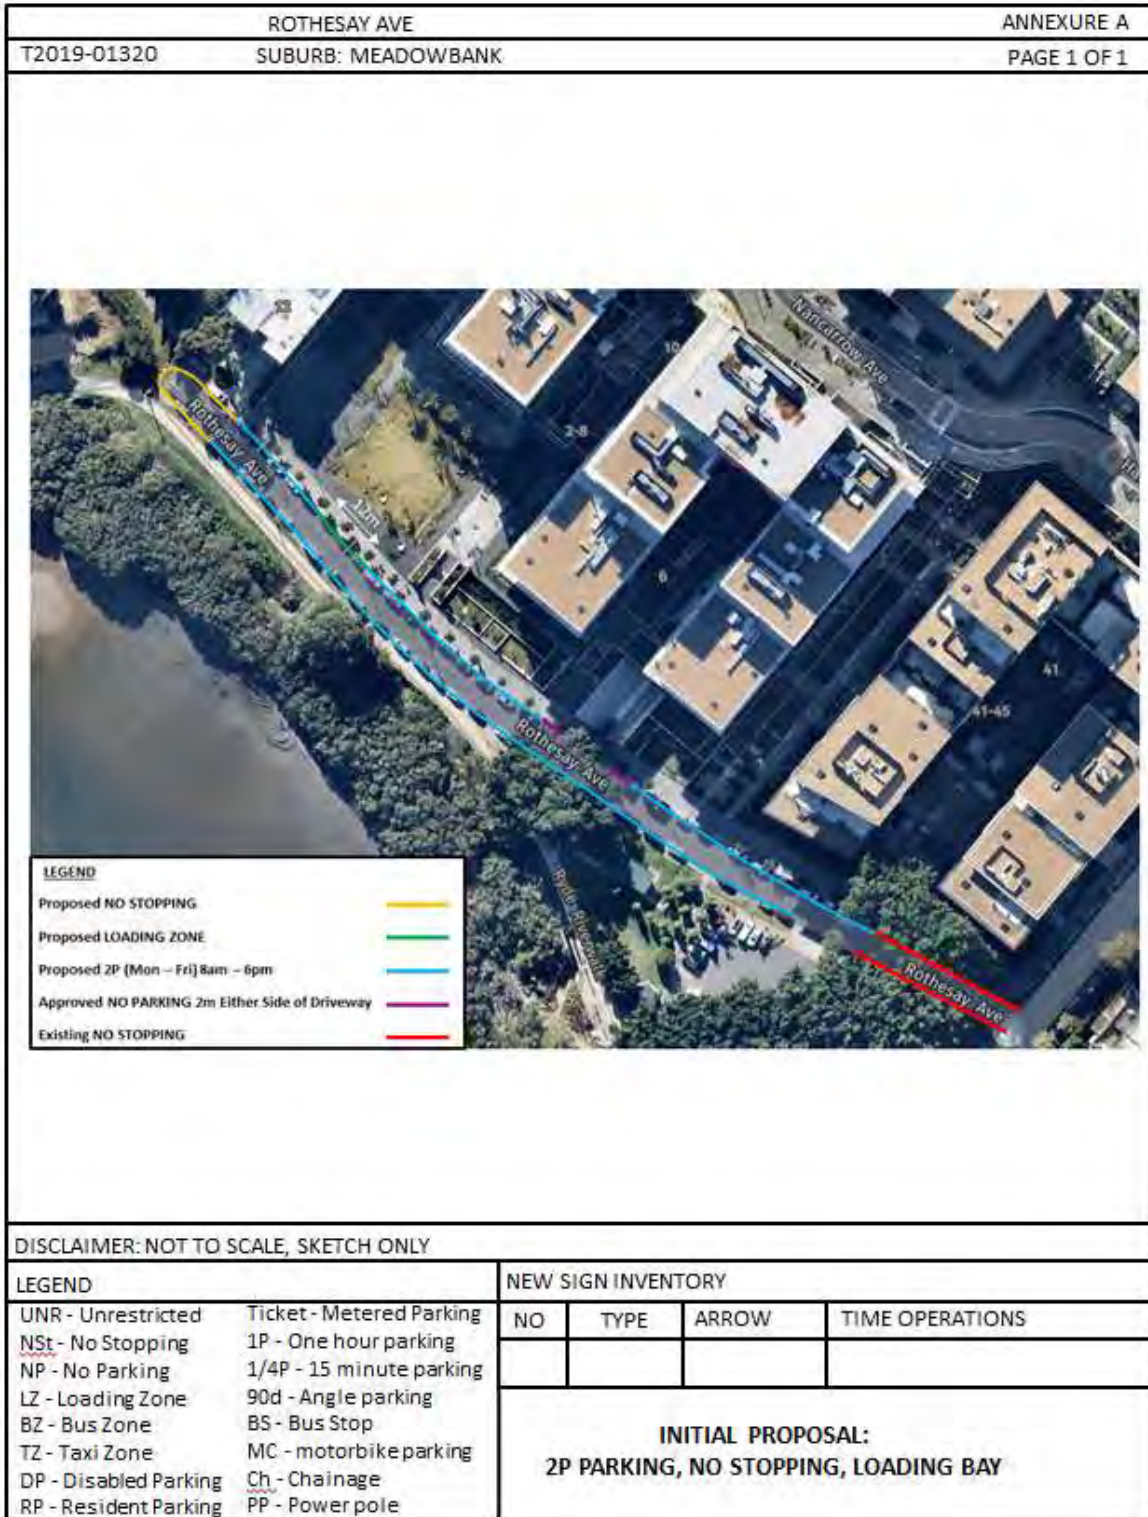 ROTHESAY AVE
ANNEXURE A
T2019-01320
SUBURB: MEADOWBANK
PAGE 1 OF 1
12
10
Nancarrow Ave
2-8
Rothesay Ave
12m
6
41
41-45
Rothesay Ave
Rothesay Ave
LEGEND
Proposed NO STOPPING
Proposed LOADING ZONE
Proposed 2P (Mon – Fri) 8am – 6pm
Approved NO PARKING 2m Either Side of Driveway
Existing NO STOPPING
DISCLAIMER: NOT TO SCALE, SKETCH ONLY
LEGEND
UNR - Unrestricted
NSt - No Stopping
NP - No Parking
LZ - Loading Zone
BZ - Bus Zone
TZ - Taxi Zone
DP - Disabled Parking
RP - Resident Parking
Ticket - Metered Parking
1P - One hour parking
1/4P - 15 minute parking
90d - Angle parking
BS - Bus Stop
MC - motorbike parking
Ch - Chainage
PP - Power pole
NEW SIGN INVENTORY
NO TYPE ARROW TIME OPERATIONS
INITIAL PROPOSAL:
2P PARKING, NO STOPPING, LOADING BAY